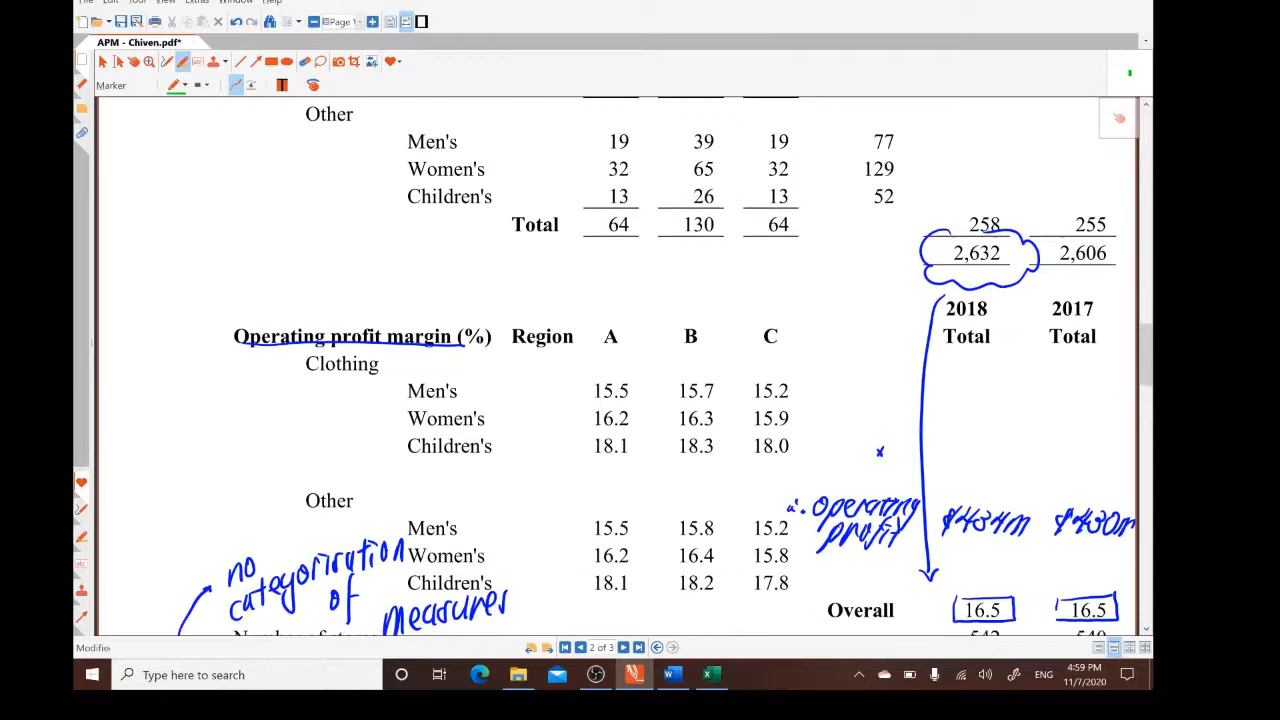 APM - Chiven.pdf*
Marker
Other
Men's 19 39 19 77
Women's 32 65 32 129
Children's 13 26 13 52
Total 64 130 64
258 255
2,632 2,606
2018 2017
Operating profit margin (%) Region A B C Total Total
Clothing
Men's 15.5 15.7 15.2
Women's 16.2 16.3 15.9
Children's 18.1 18.3 18.0
Other
Men's 15.5 15.8 15.2
Women's 16.2 16.4 15.8
Children's 18.1 18.2 17.8
∴ operating
profit $434m $430m
no
categorisation
of
measures
Overall 16.5 16.5
2 of 3
Type here to search
ENG
4:59 PM
11/7/2020